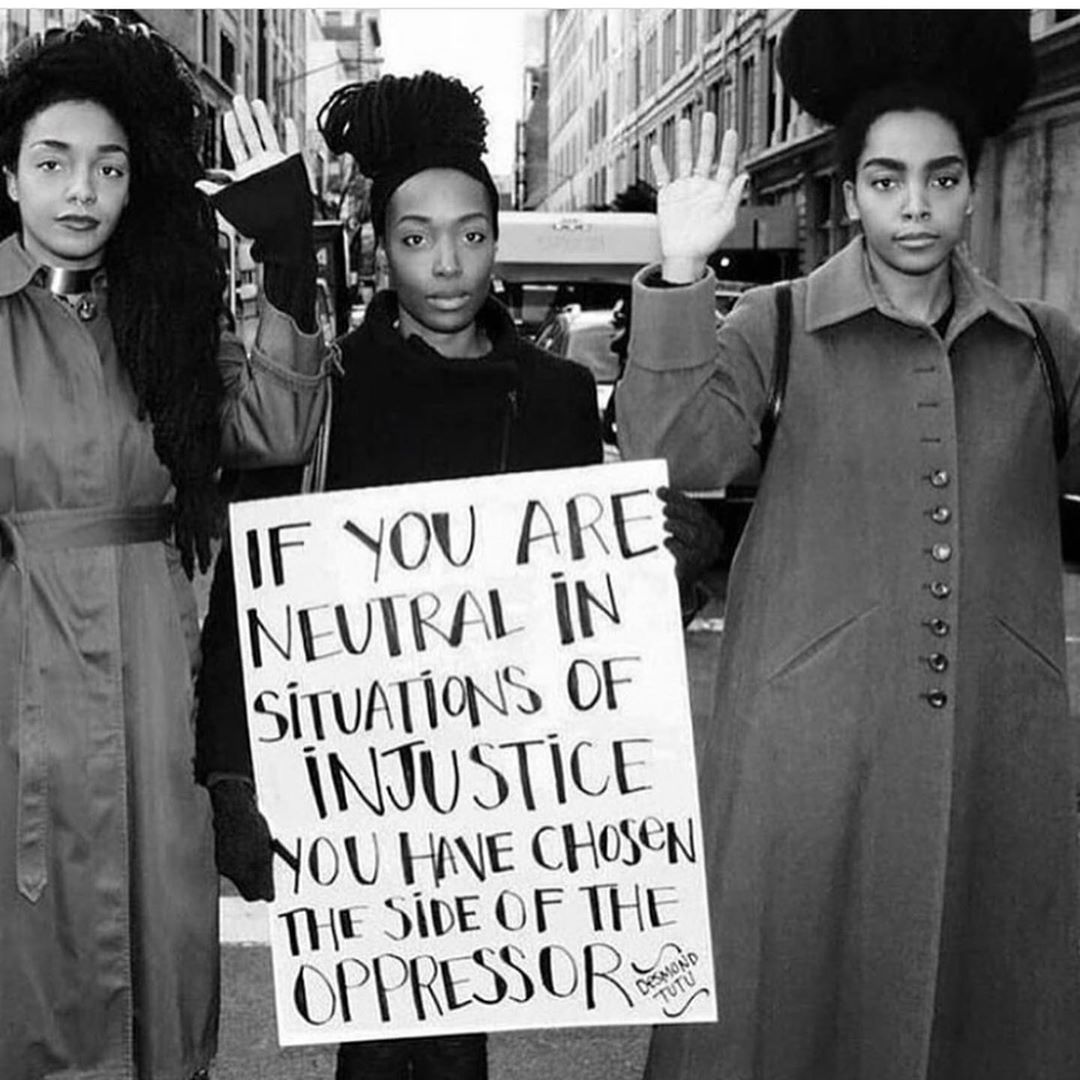 IF YOU ARE
NEUTRAL IN
SITUATIONS OF
INJUSTICE
YOU HAVE CHOSEN
THE SIDE OF THE
OPPRESSOR
DESMOND
TUTU